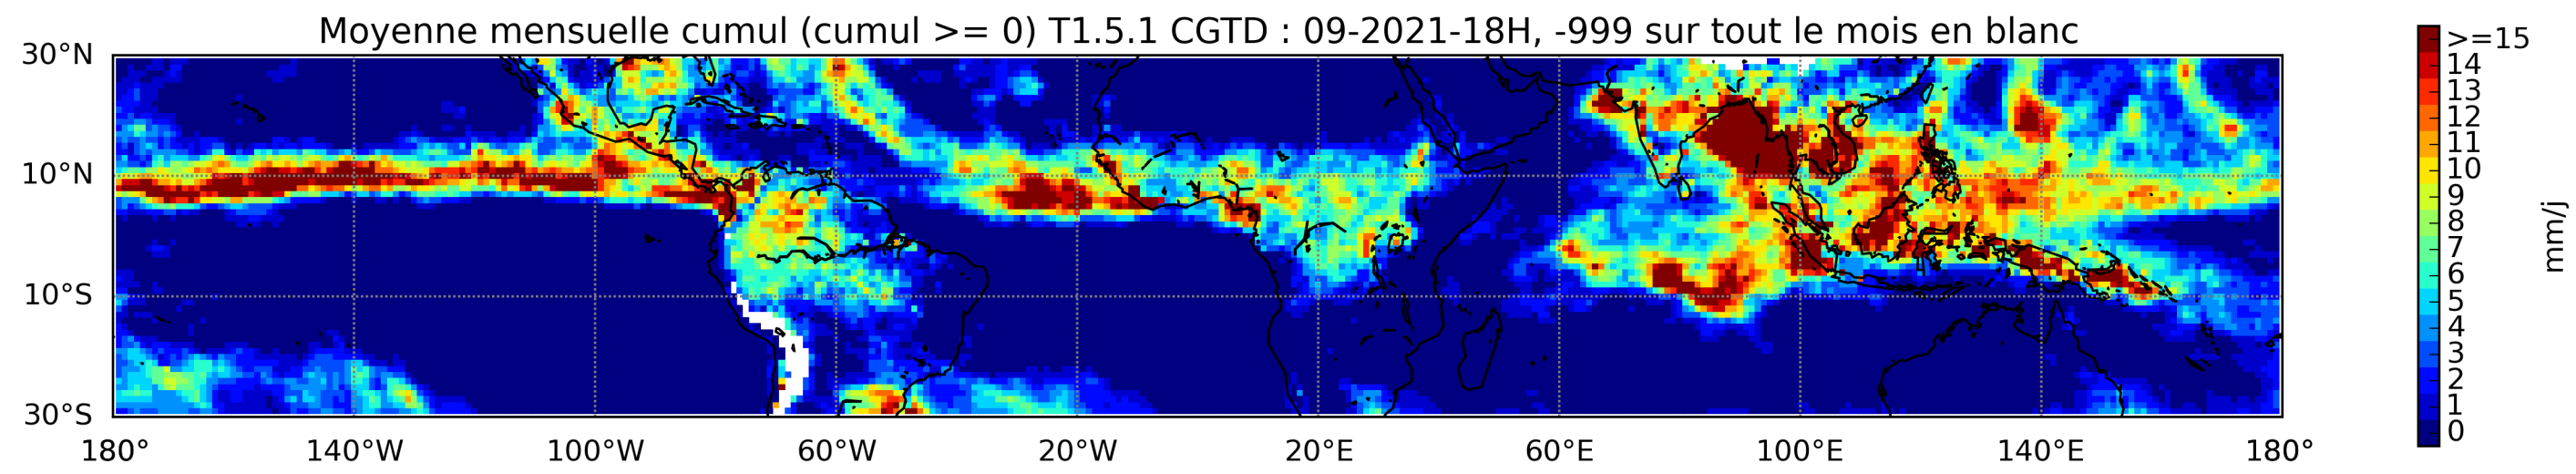 Moyenne mensuelle cumul (cumul >= 0) T1.5.1 CGTD : 09-2021-18H, -999 sur tout le mois en blanc
30°N
10°N
10°S
30°S
180°
140°W
100°W
60°W
20°W
20°E
60°E
100°E
140°E
180°
>=15
14
13
12
11
10
9
8
7
6
5
4
3
2
1
0
mm/j